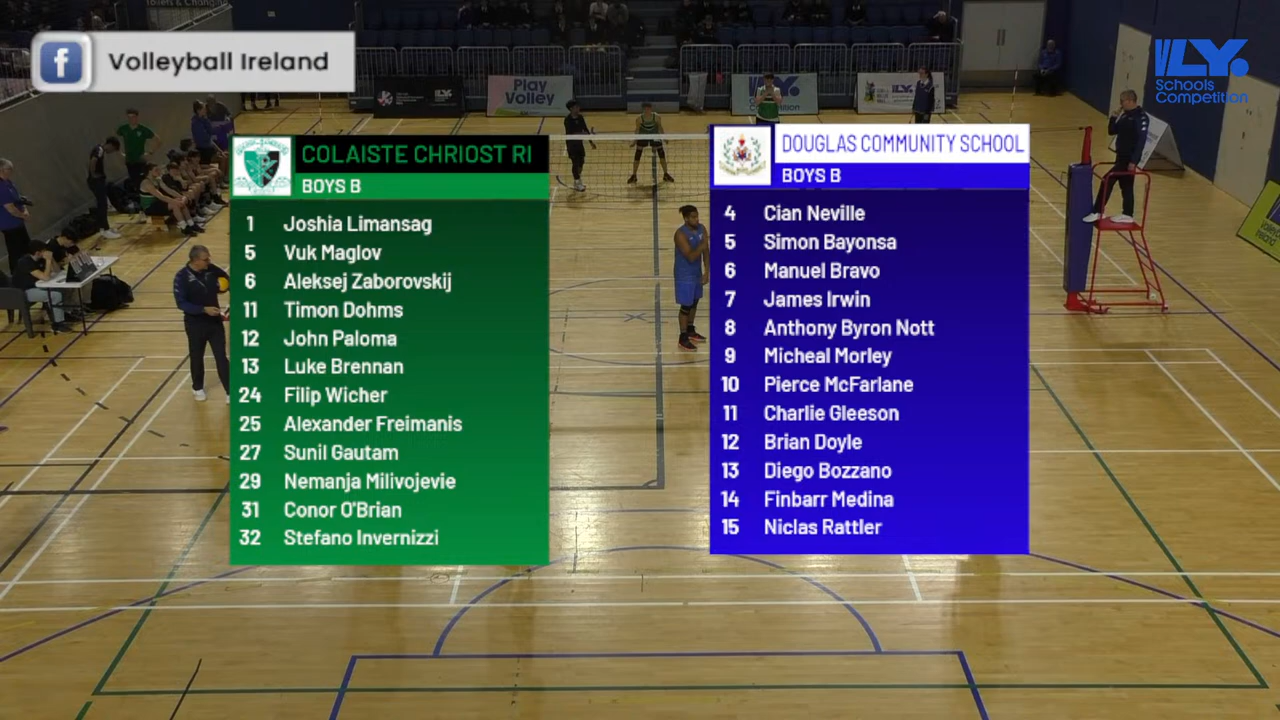 Volleyball Ireland
VLY.
Schools
Competition
Play
Volley
COLAISTE CHRIOST RI
BOYS B
1 Joshia Limansag
5 Vuk Maglov
6 Aleksej Zaborovskij
11 Timon Dohms
12 John Paloma
13 Luke Brennan
24 Filip Wicher
25 Alexander Freimanis
27 Sunil Gautam
29 Nemanja Milivojevie
31 Conor O'Brian
32 Stefano Invernizzi
DOUGLAS COMMUNITY SCHOOL
BOYS B
4 Cian Neville
5 Simon Bayonsa
6 Manuel Bravo
7 James Irwin
8 Anthony Byron Nott
9 Micheal Morley
10 Pierce McFarlane
11 Charlie Gleeson
12 Brian Doyle
13 Diego Bozzano
14 Finbarr Medina
15 Niclas Rattler